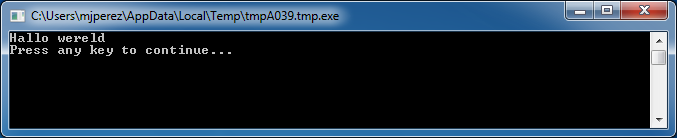 C:\Users\mjperez\AppData\Local\Temp\tmpA039.tmp.exe
Hallo wereld
Press any key to continue...